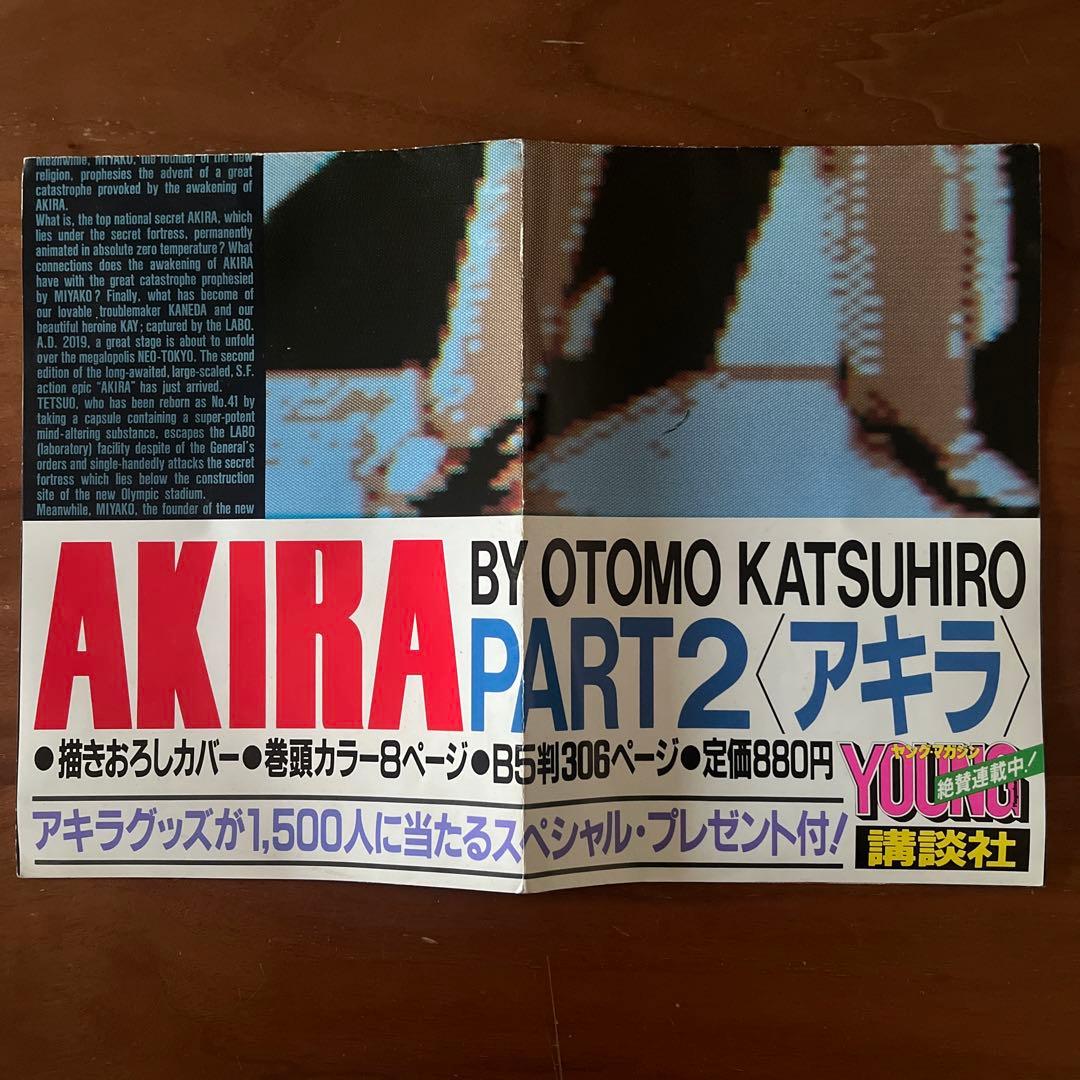 Meanwhile, MIYAKO, the founder of the new
religion, prophesies the advent of a great
catastrophe provoked by the awakening of
AKIRA.
What is, the top national secret AKIRA, which
lies under the secret fortress, permanently
animated in absolute zero temperature? What
connections does the awakening of AKIRA
have with the great catastrophe prophesied
by MIYAKO? Finally, what has become of
our lovable troublemaker KANEDA and our
beautiful heroine KAY; captured by the LABO.
A.D. 2019, a great stage is about to unfold
over the megalopolis NEO-TOKYO. The second
edition of the long-awaited, large-scaled, S.F.
action epic "AKIRA" has just arrived.
TETSUO, who has been reborn as No.41 by
taking a capsule containing a super-potent
mind-altering substance, escapes the LABO
(laboratory) facility despite of the General's
orders and single-handedly attacks the secret
fortress which lies below the construction
site of the new Olympic stadium.
Meanwhile, MIYAKO, the founder of the new
AKIRA
BY OTOMO KATSUHIRO
PART2〈アキラ〉
●描きおろしカバー●巻頭カラー8ページ●B5判306ページ●定価880円
アキラグッズが1,500人に当たるスペシャル・プレゼント付!
ヤングマガジン
YOUNG
絶賛連載中!
講談社